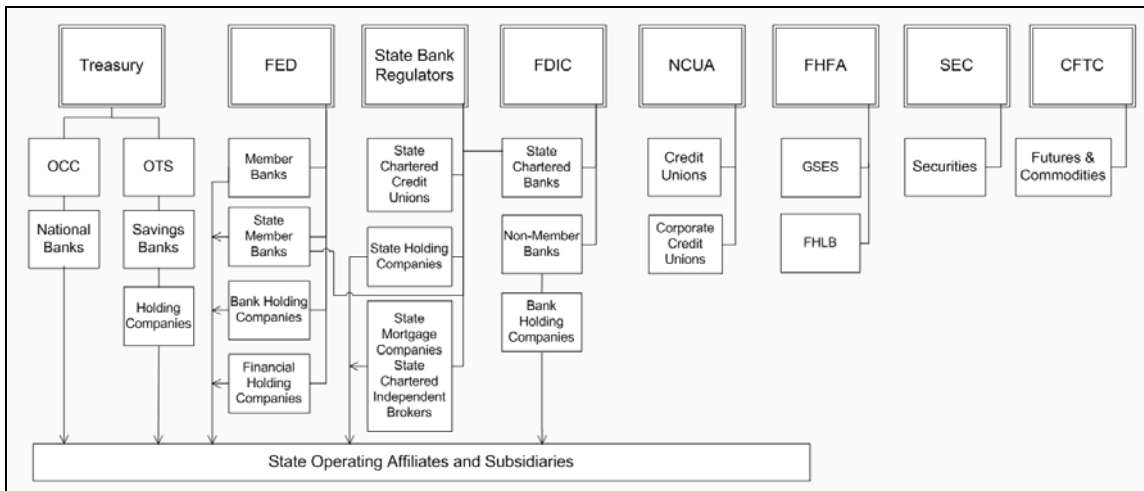 Treasury
FED
State Bank
Regulators
FDIC
NCUA
FHFA
SEC
CFTC
OCC
OTS
Member
Banks
State
Chartered
Credit
Unions
State
Chartered
Banks
Credit
Unions
GSES
Securities
Futures &
Commodities
National
Banks
Savings
Banks
State
Member
Banks
State Holding
Companies
Non-Member
Banks
Corporate
Credit
Unions
FHLB
Holding
Companies
Bank Holding
Companies
State
Mortgage
Companies
State
Chartered
Independent
Brokers
Bank
Holding
Companies
Financial
Holding
Companies
State Operating Affiliates and Subsidiaries